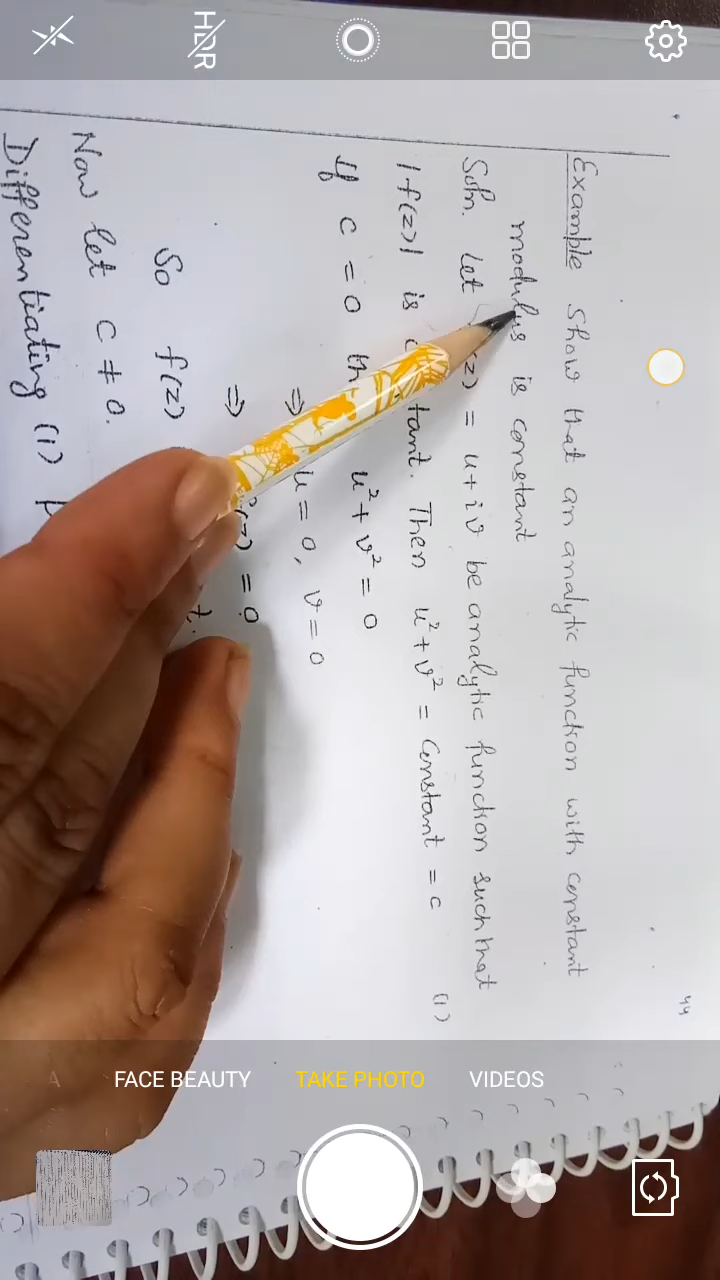 HDR
44
Example Show that an analytic function with constant
modulus is constant
Soln. Let (z) = u+iv be analytic function such that
|f(z)| is tant. Then u²+v² = constant = c (1)
If c = 0 u²+v² = 0
⇒ u = 0, v = 0
⇒ (z) = 0
So f(z) t.
Now let c ≠ 0.
Differentiating (1)
FACE BEAUTY TAKE PHOTO VIDEOS